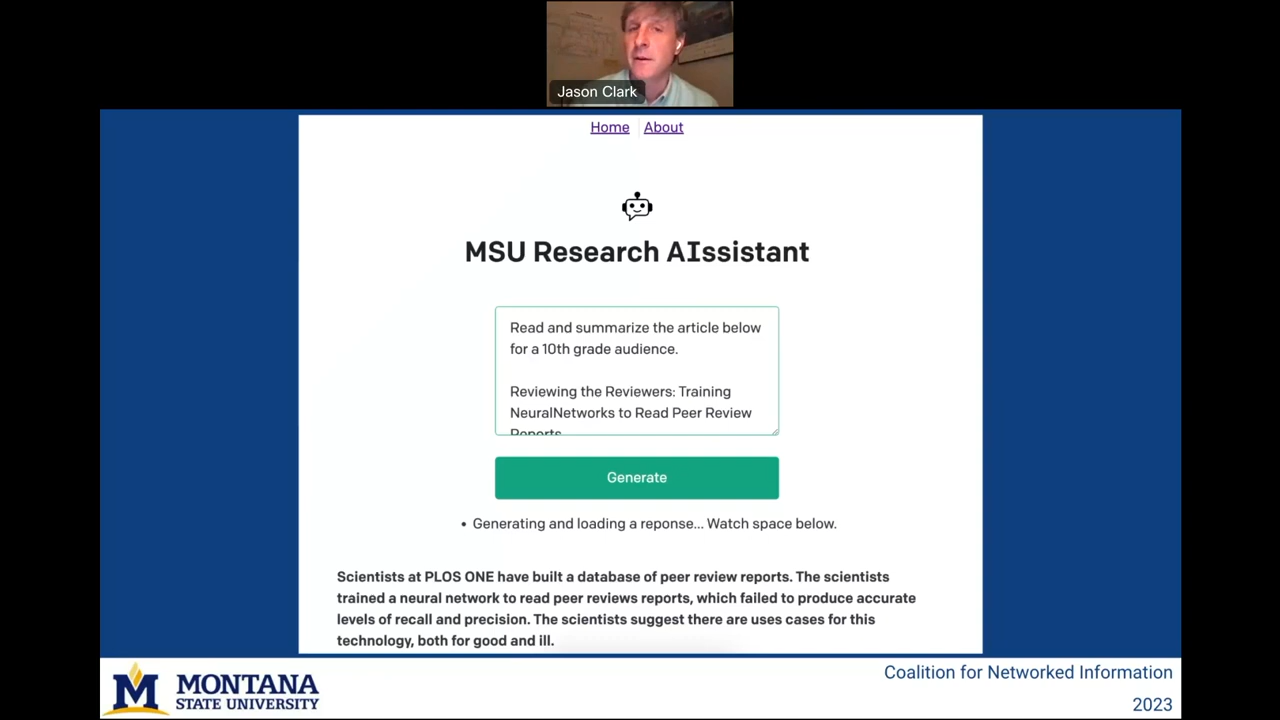 Jason Clark
Home About
MSU Research AIssistant
Read and summarize the article below
for a 10th grade audience.
Reviewing the Reviewers: Training
NeuralNetworks to Read Peer Review
Reports
Generate
• Generating and loading a reponse... Watch space below.
Scientists at PLOS ONE have built a database of peer review reports. The scientists
trained a neural network to read peer reviews reports, which failed to produce accurate
levels of recall and precision. The scientists suggest there are uses cases for this
technology, both for good and ill.
M MONTANA
STATE UNIVERSITY
Coalition for Networked Information
2023